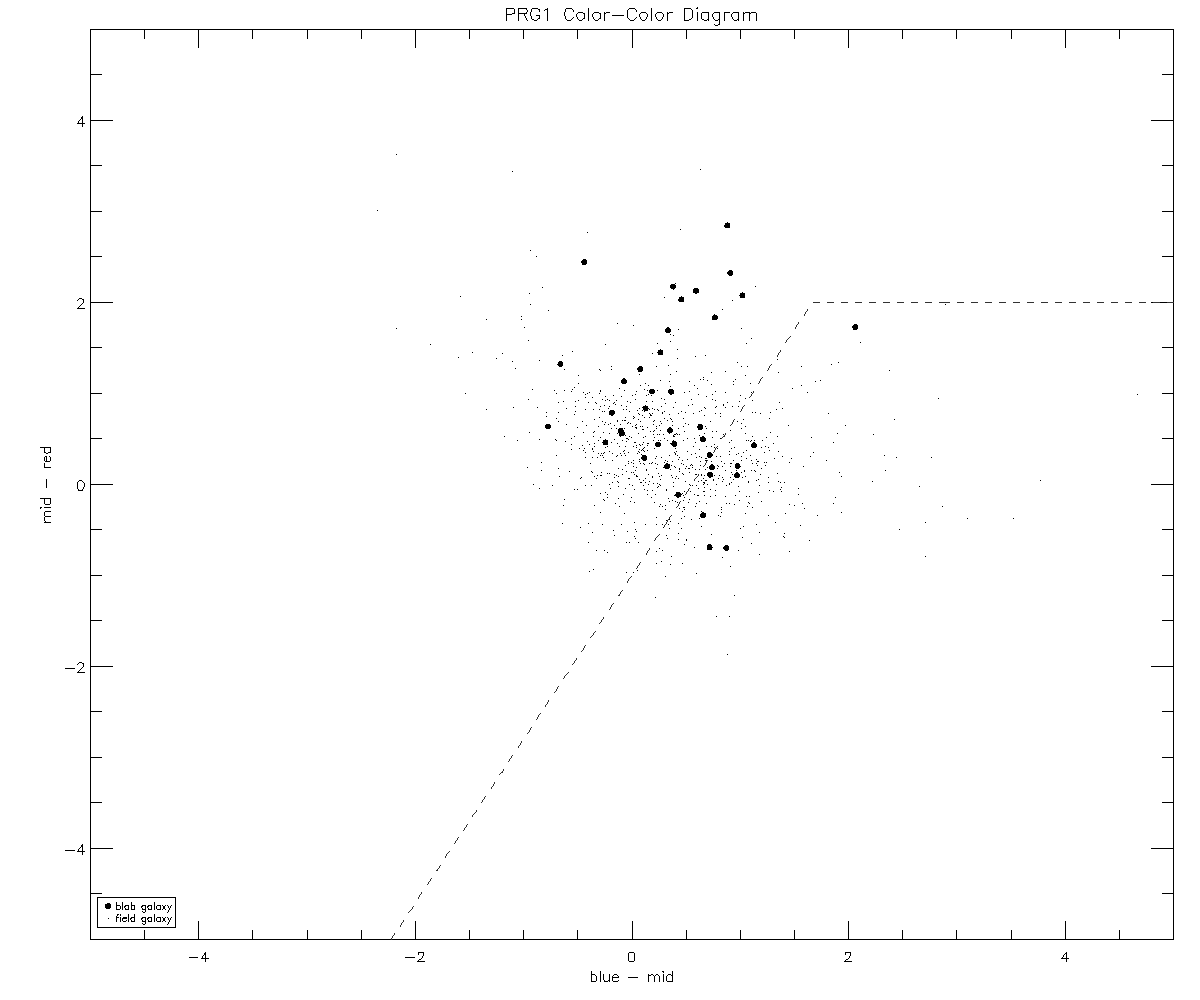 PRG1 Color-Color Diagram
4
2
0
-2
-4
mid - red
blob galaxy
field galaxy
-4 -2 0 2 4
blue - mid